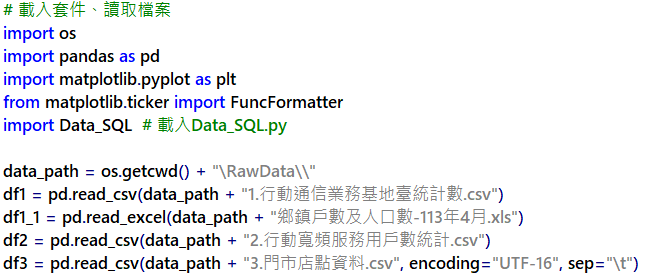 # 載入套件、讀取檔案
import os
import pandas as pd
import matplotlib.pyplot as plt
from matplotlib.ticker import FuncFormatter
import Data_SQL  # 載入Data_SQL.py
data_path = os.getcwd() + "\RawData\\"
df1 = pd.read_csv(data_path + "1.行動通信業務基地臺統計數.csv")
df1_1 = pd.read_excel(data_path + "鄉鎮戶數及人口數-113年4月.xls")
df2 = pd.read_csv(data_path + "2.行動寬頻服務用戶數統計.csv")
df3 = pd.read_csv(data_path + "3.門市店點資料.csv", encoding="UTF-16", sep="\t")